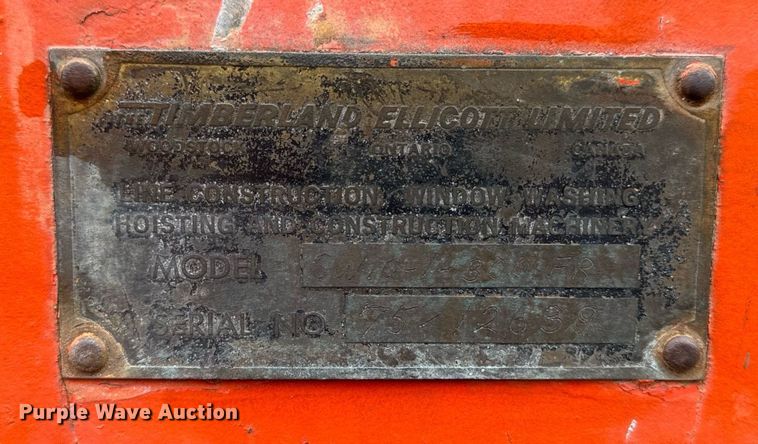 TIMBERLAND ELLICOTT LIMITED
WOODSTOCK ONTARIO CANADA
LINE CONSTRUCTION, WINDOW WASHING
HOISTING AND CONSTRUCTION MACHINERY
MODEL
SERIAL NO.
Purple Wave Auction